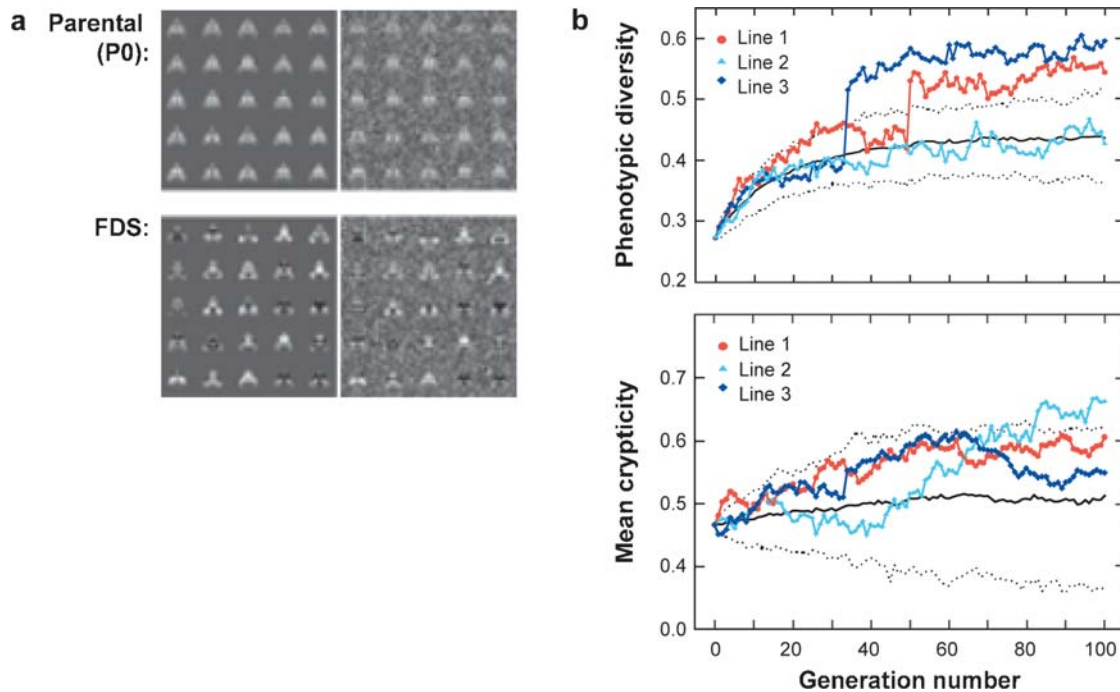 a
Parental
(P0):
FDS:
b
Phenotypic diversity
0.6
0.5
0.4
0.3
0.2
Line 1
Line 2
Line 3
Mean crypticity
0.7
0.6
0.5
0.4
0.0
Line 1
Line 2
Line 3
0 20 40 60 80 100
Generation number